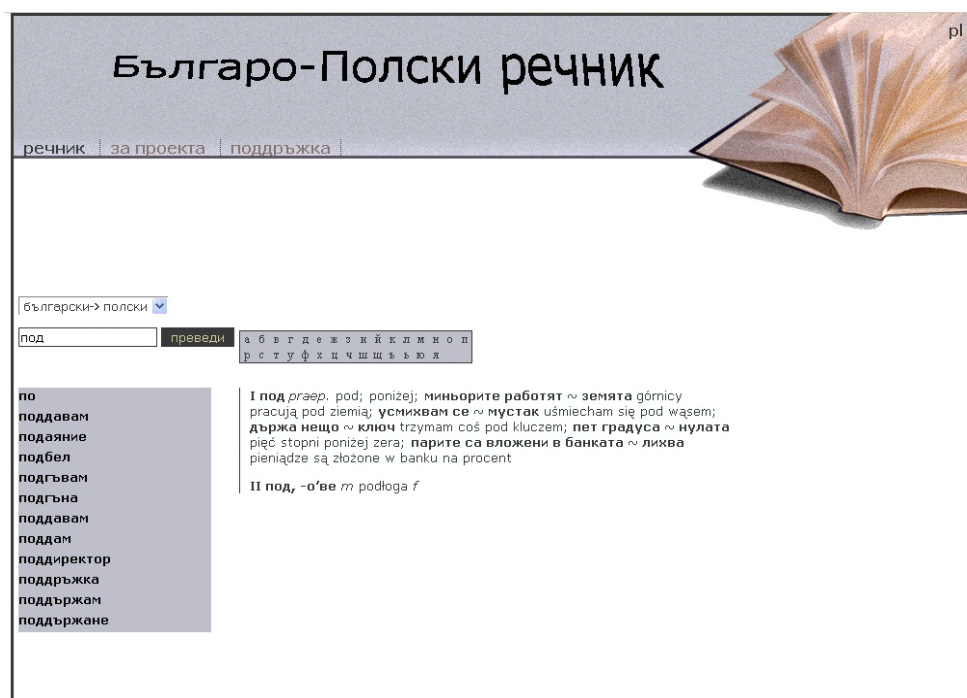 pl
Българо-Полски речник
речник за проекта поддръжка
български-> полски
под преведи
а б в г д е ж з и й к л м н о п
р с т у ф х ц ч ш щ ъ ь ю я
по
поддавам
подаяние
подбел
подгъвам
подгъна
поддавам
поддам
поддиректор
поддръжка
поддържам
поддържане
I под praep. pod; poniżej; миньорите работят ~ земята górnicy
pracują pod ziemią; усмихвам се ~ мустак uśmiecham się pod wąsem;
държа нещо ~ ключ trzymam coś pod kluczem; пет градуса ~ нулата
pięć stopni poniżej zera; парите са вложени в банката ~ лихва
pieniądze są złożone w banku na procent
II под, -о’ве m podłoga f